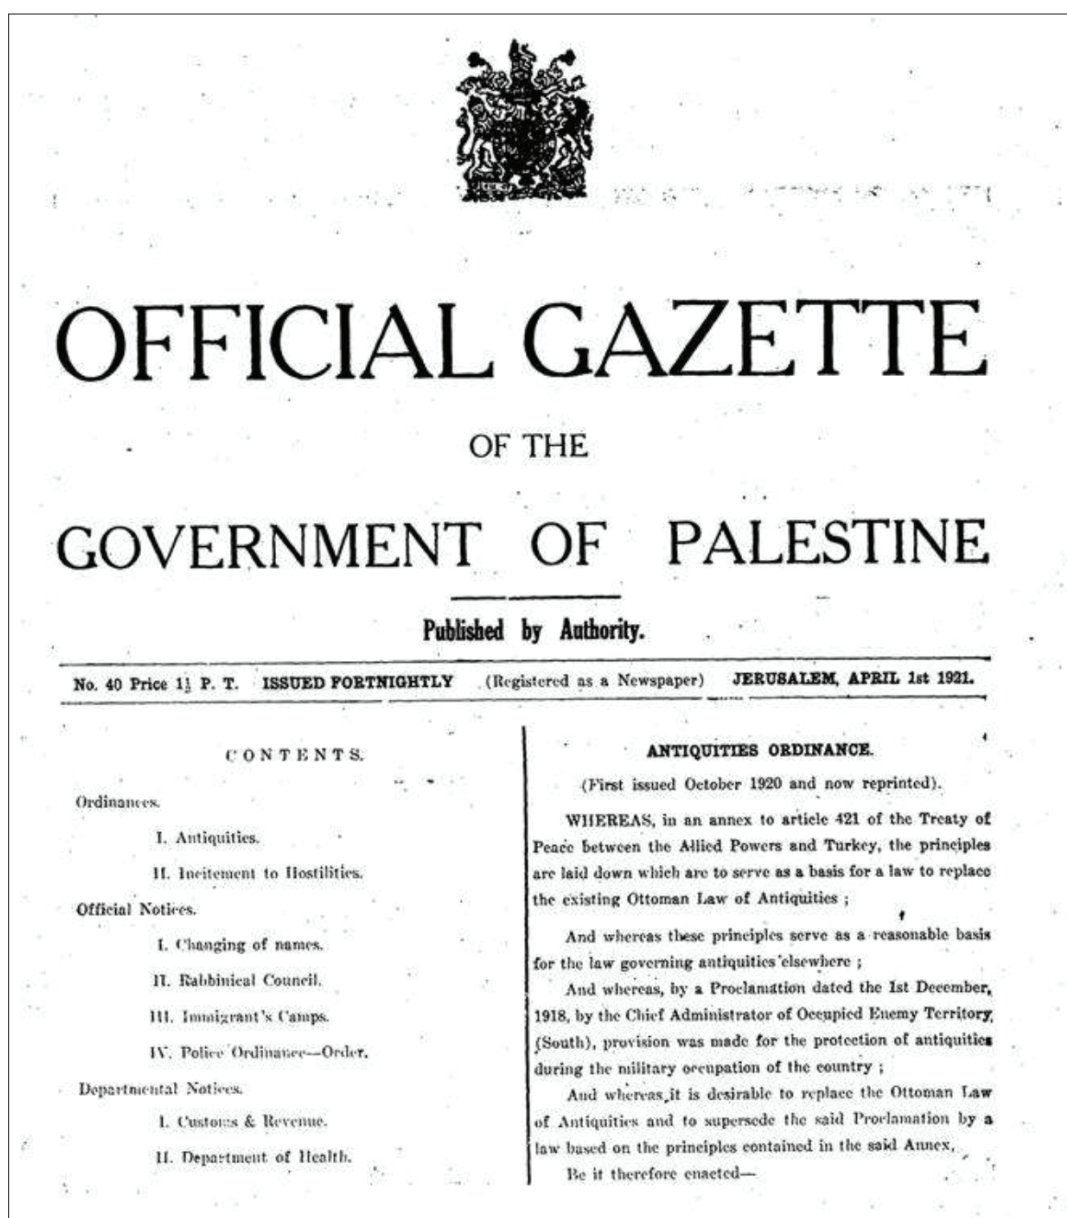 OFFICIAL GAZETTE
OF THE
GOVERNMENT OF PALESTINE
Published by Authority.
No. 40 Price 1½ P. T. ISSUED FORTNIGHTLY (Registered as a Newspaper) JERUSALEM, APRIL 1st 1921.
CONTENTS.
Ordinances.
I. Antiquities.
II. Incitement to Hostilities.
Official Notices.
I. Changing of names.
II. Rabbinical Council.
III. Immigrant's Camps.
IV. Police Ordinance—Order.
Departmental Notices.
I. Customs & Revenue.
II. Department of Health.
ANTIQUITIES ORDINANCE.
(First issued October 1920 and now reprinted).
WHEREAS, in an annex to article 421 of the Treaty of
Peace between the Allied Powers and Turkey, the principles
are laid down which are to serve as a basis for a law to replace
the existing Ottoman Law of Antiquities ;
And whereas these principles serve as a reasonable basis
for the law governing antiquities elsewhere ;
And whereas, by a Proclamation dated the 1st December,
1918, by the Chief Administrator of Occupied Enemy Territory,
(South), provision was made for the protection of antiquities
during the military occupation of the country ;
And whereas it is desirable to replace the Ottoman Law
of Antiquities and to supersede the said Proclamation by a
law based on the principles contained in the said Annex,
Be it therefore enacted—